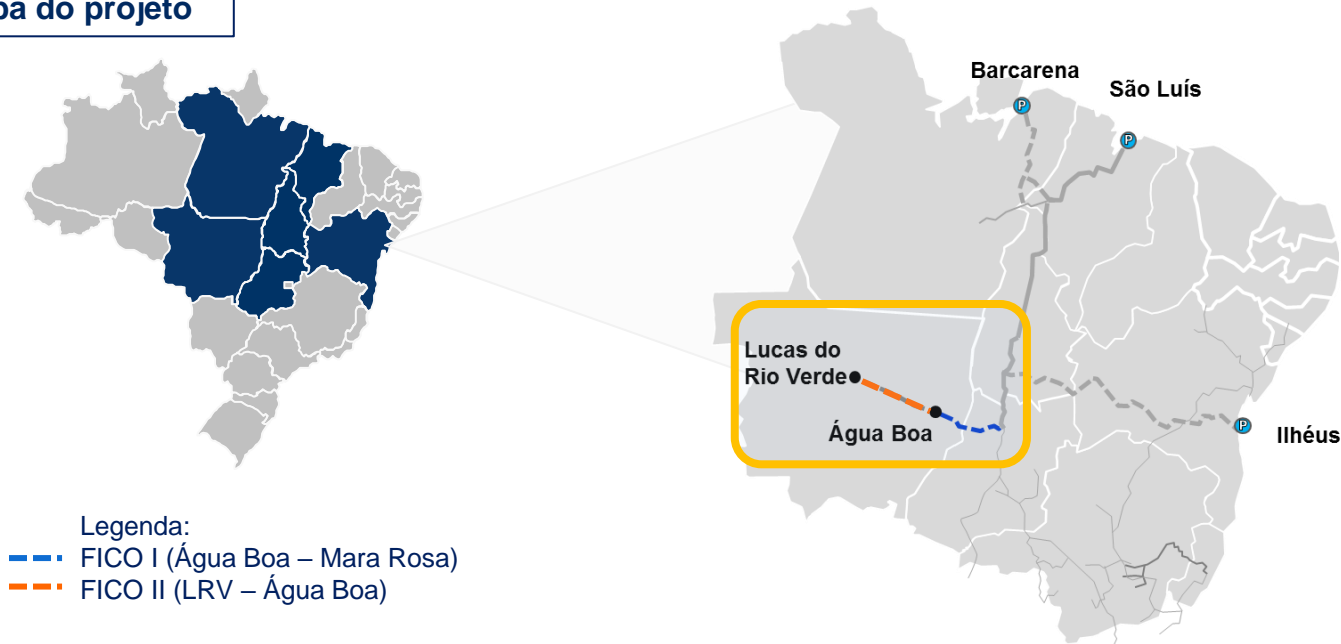 do projeto
Barcarena
P
São Luís
P
Lucas do
Rio Verde
Água Boa
P
Ilhéus
Legenda:
FICO I (Água Boa – Mara Rosa)
FICO II (LRV – Água Boa)